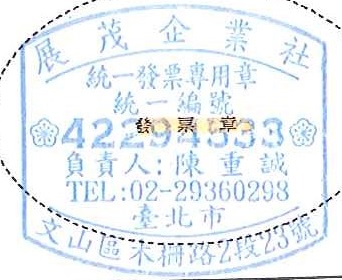 展茂企業社
統一發票專用章
統一編號
42294533
發票章
負責人:陳重誠
TEL:02-29360298
臺北市
文山區木柵路2段23號